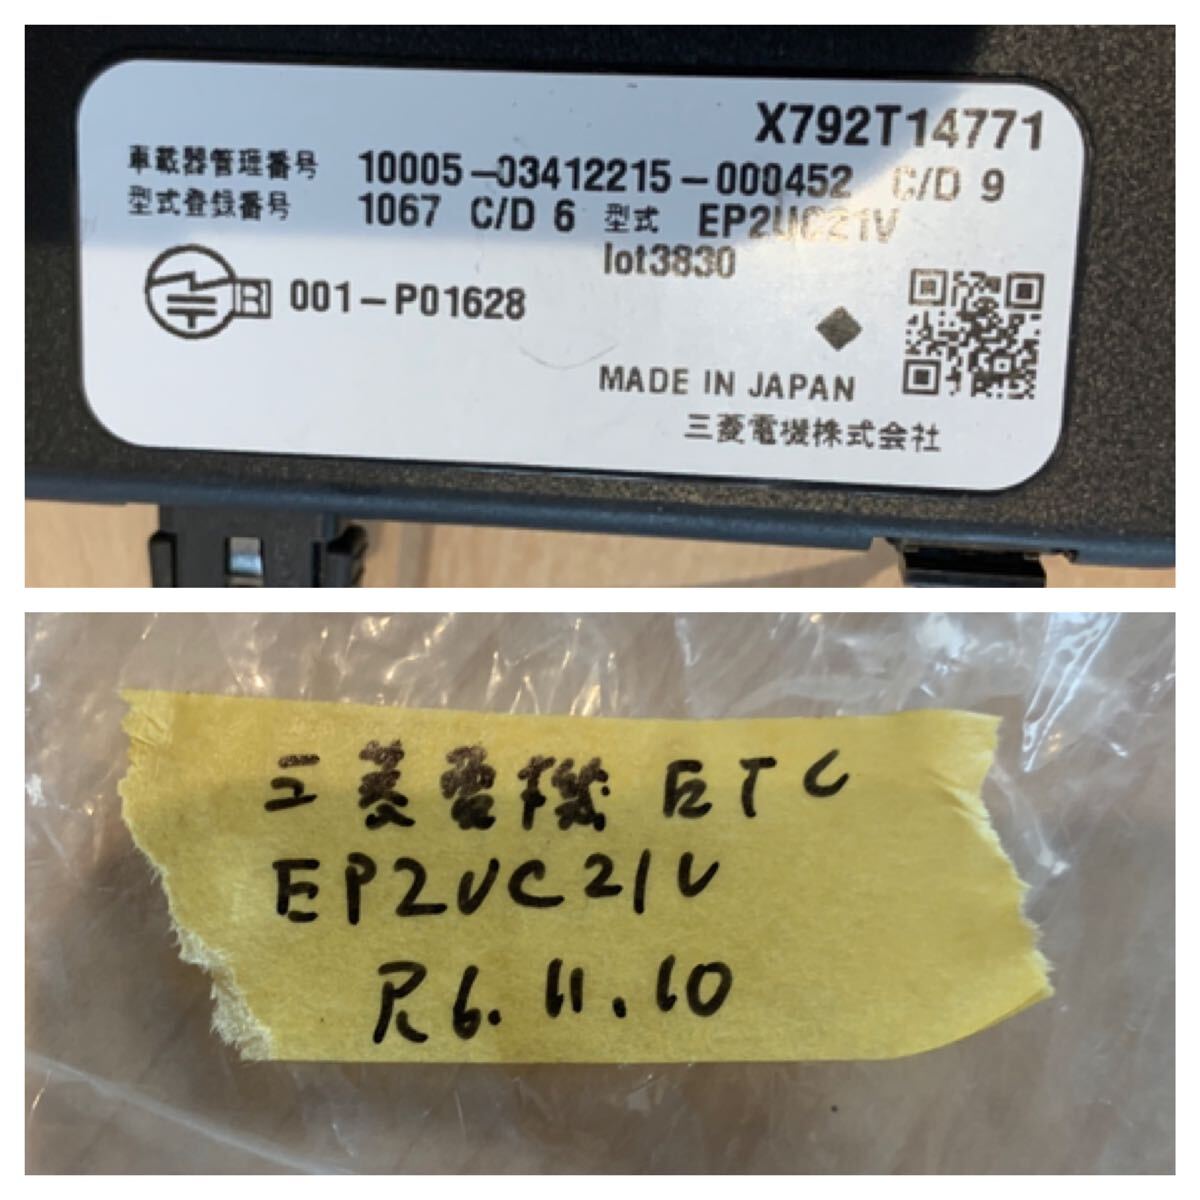 X792T14771
車載器管理番号 10005-03412215-000452 C/D 9
型式登録番号 1067 C/D 6 型式 EP2UC21V
lot3830
R 001-P01628
MADE IN JAPAN
三菱電機株式会社
三菱電機 ETC
EP2UC21V
R6.11.10